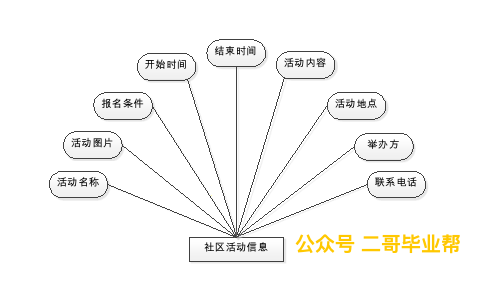 结束时间
开始时间
活动内容
报名条件
活动地点
活动图片
举办方
活动名称
联系电话
社区活动信息
公众号 二哥毕业帮